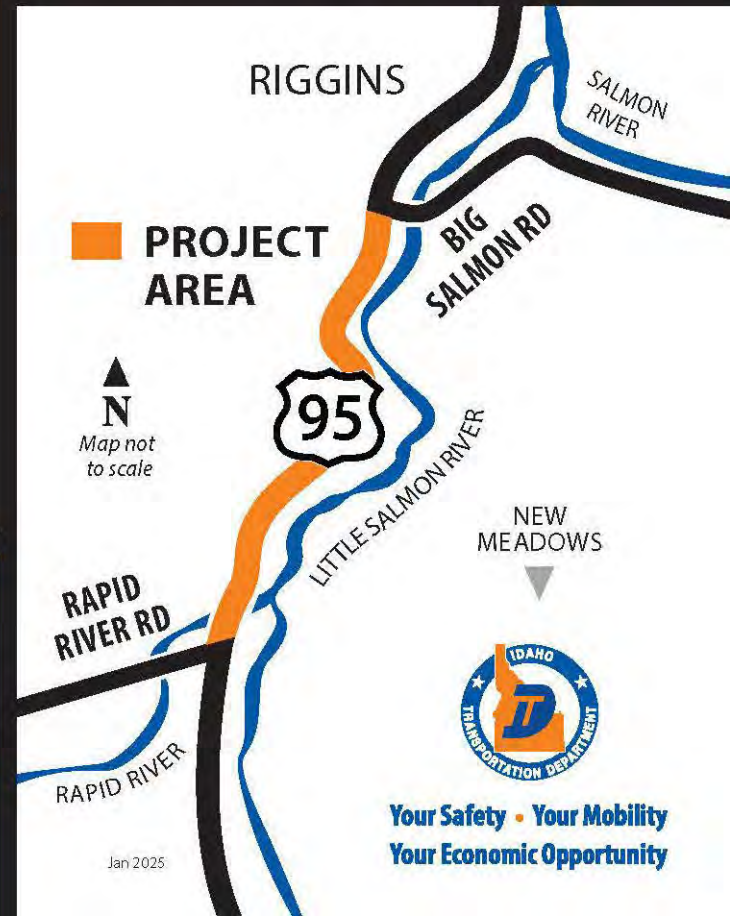 RIGGINS
SALMON
RIVER
PROJECT
AREA
BIG
SALMON RD
N
Map not
to scale
95
LITTLE SALMON RIVER
NEW
MEADOWS
RAPID
RIVER RD
RAPID RIVER
IDAHO
ITD
TRANSPORTATION DEPARTMENT
Your Safety • Your Mobility
Your Economic Opportunity
Jan 2025